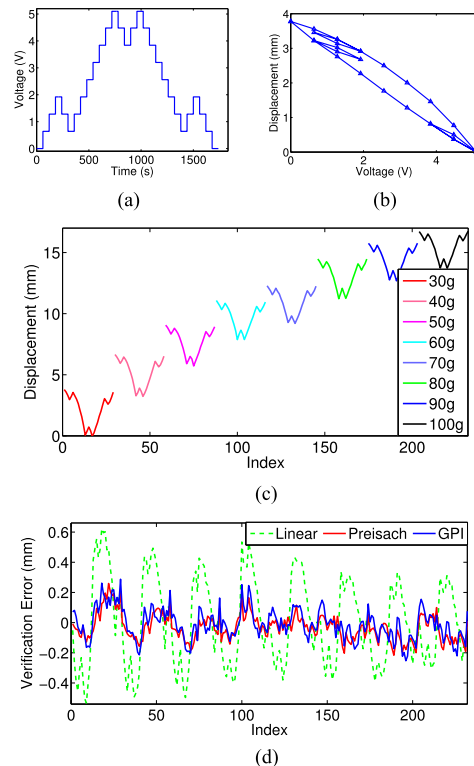 5
4
3
2
1
0
0 500 1000 1500
Voltage (V)
Time (s)
(a)
4
3
2
1
0
0 2 4
Displacement (mm)
Voltage (V)
(b)
15
10
5
0
0 50 100 150 200
Displacement (mm)
Index
30g
40g
50g
60g
70g
80g
90g
100g
(c)
Linear Preisach GPI
0.6
0.4
0.2
0
−0.2
−0.4
0 50 100 150 200
Verification Error (mm)
Index
(d)